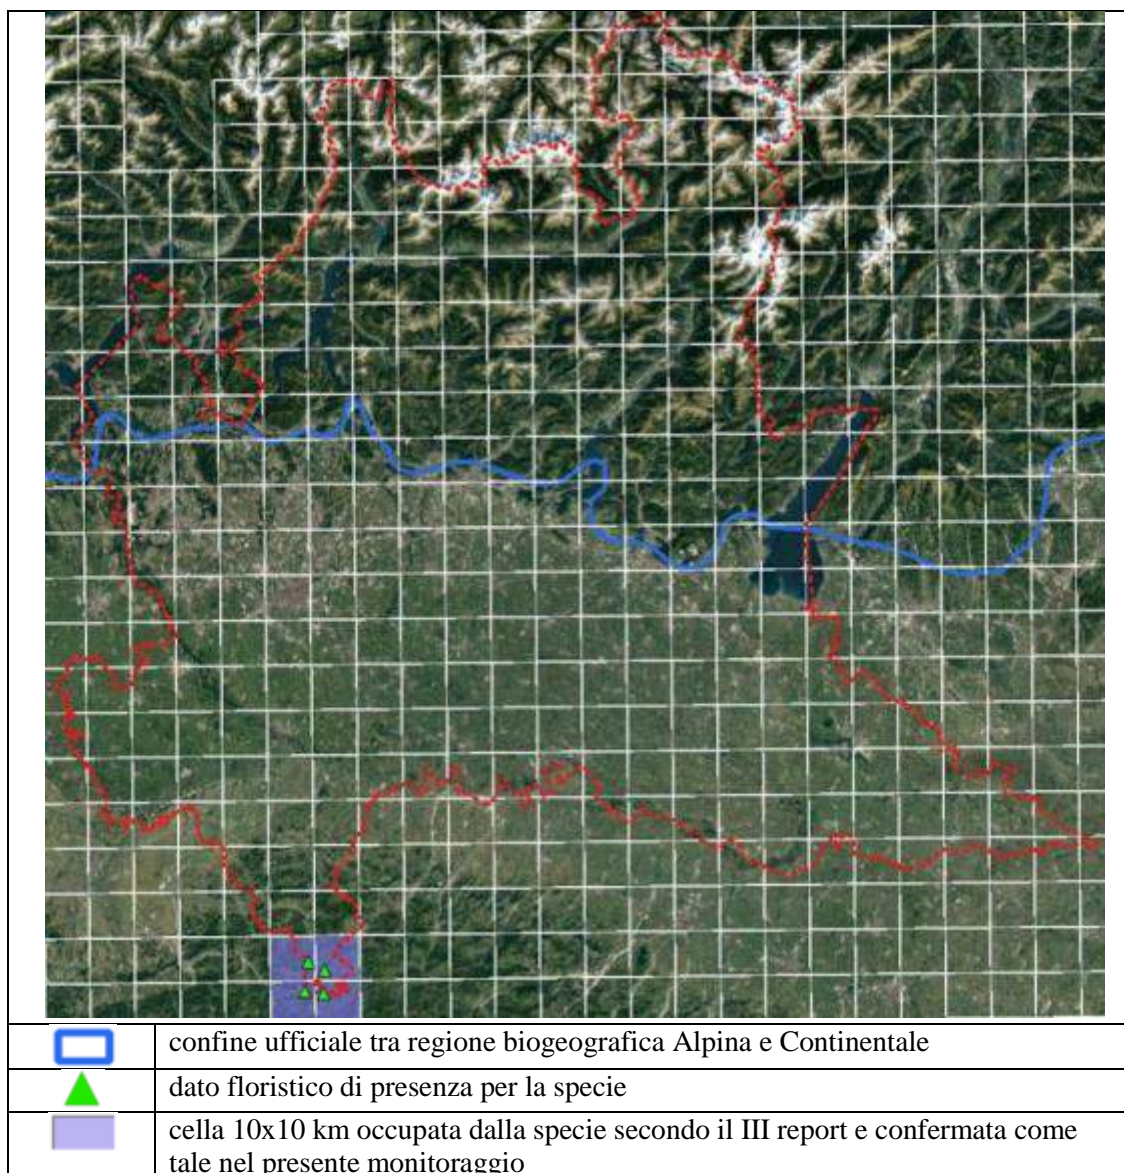 confine ufficiale tra regione biogeografica Alpina e Continentale
dato floristico di presenza per la specie
cella 10x10 km occupata dalla specie secondo il III report e confermata come
tale nel presente monitoraggio